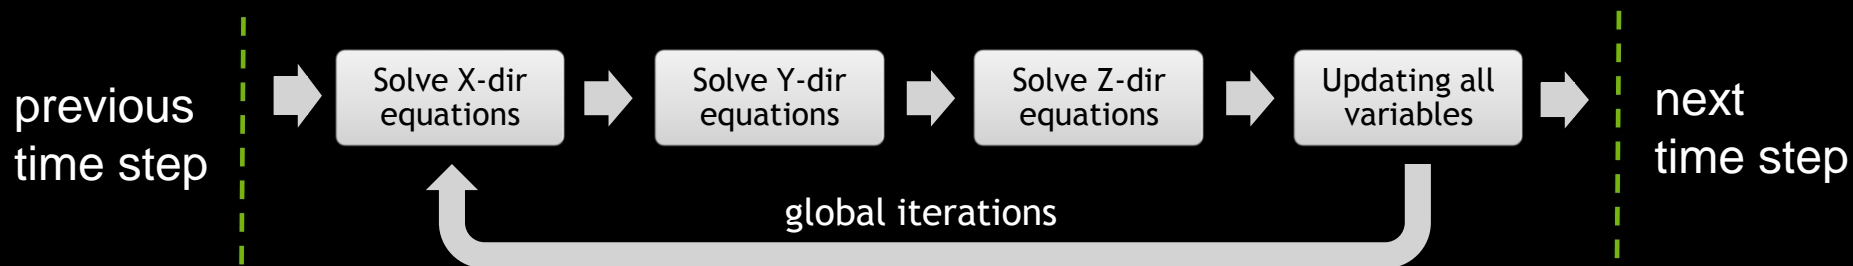 previous
time step
Solve X-dir
equations
Solve Y-dir
equations
Solve Z-dir
equations
Updating all
variables
next
time step
global iterations